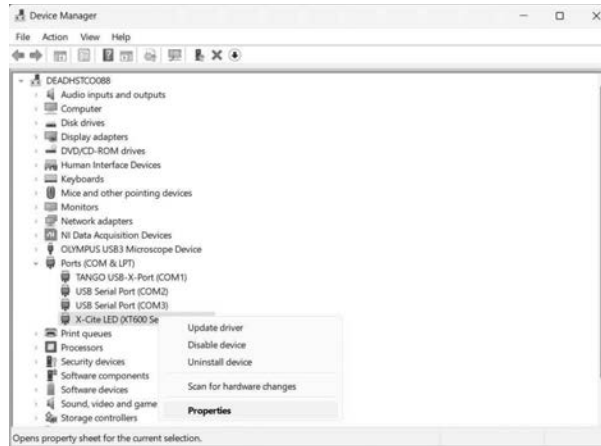 Device Manager
File Action View Help
DEADHSTCO088
Audio inputs and outputs
Computer
Disk drives
Display adapters
DVD/CD-ROM drives
Human Interface Devices
Keyboards
Mice and other pointing devices
Monitors
Network adapters
NI Data Acquisition Devices
OLYMPUS USB3 Microscope Device
Ports (COM & LPT)
TANGO USB-X-Port (COM1)
USB Serial Port (COM2)
USB Serial Port (COM3)
X-Cite LED (XT600 Se
Update driver
Disable device
Uninstall device
Scan for hardware changes
Properties
Print queues
Processors
Security devices
Software components
Software devices
Sound, video and game
Storage controllers
Opens property sheet for the current selection.